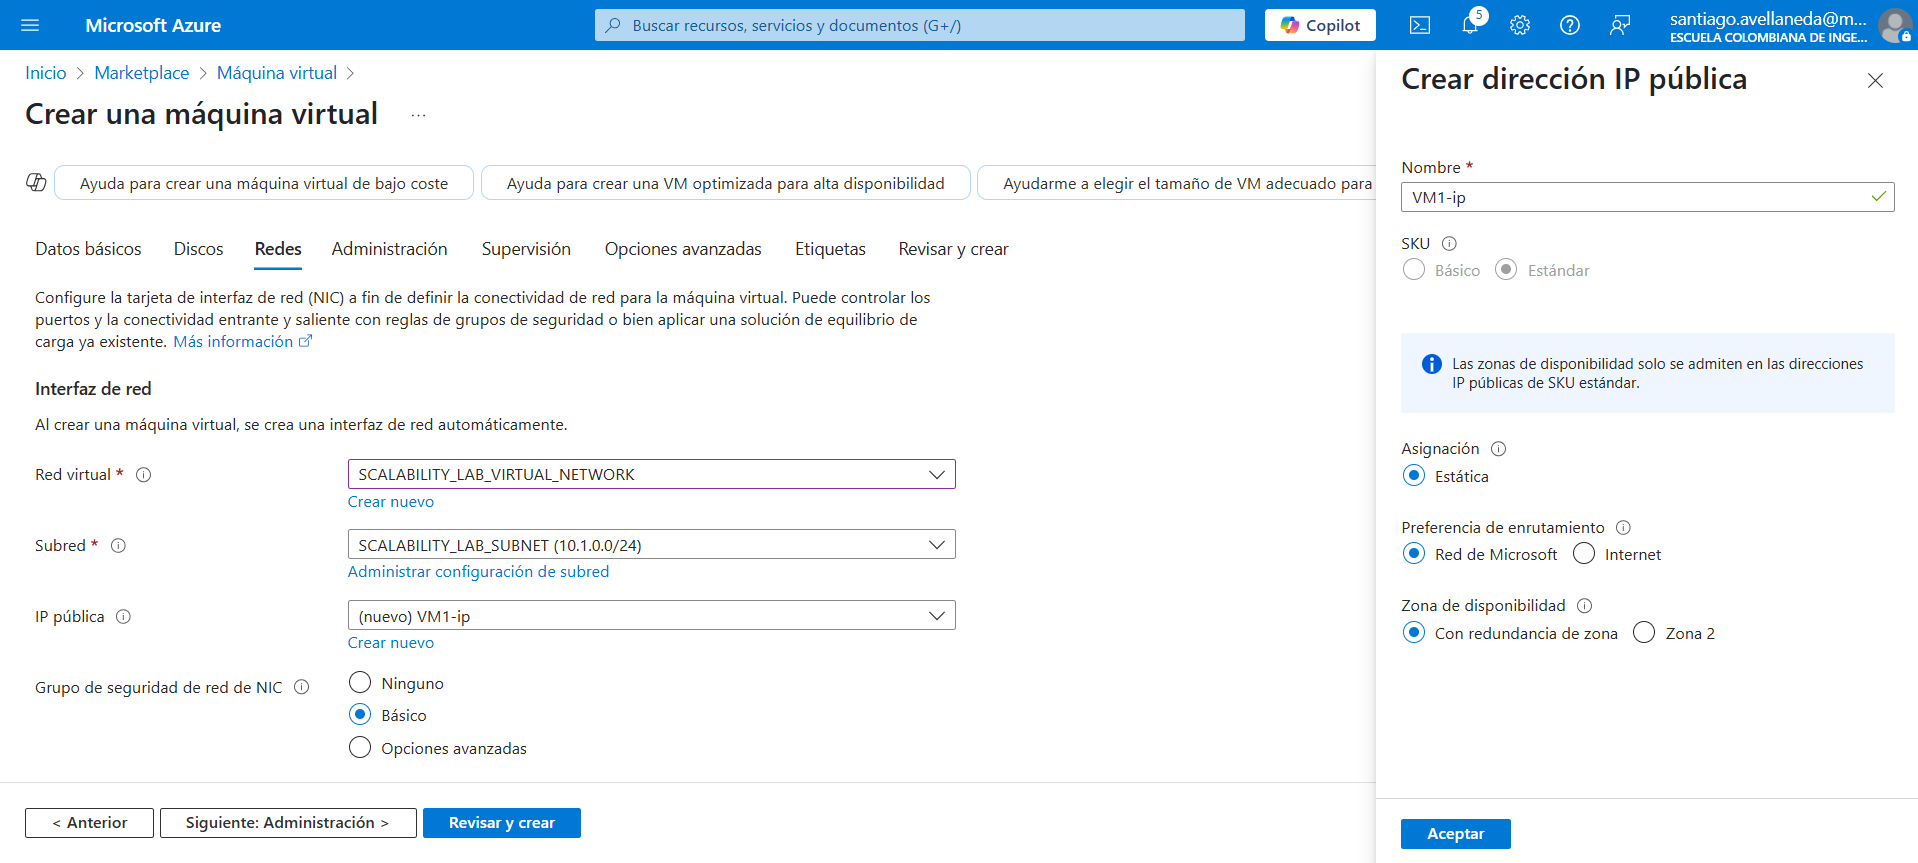 Microsoft Azure
Buscar recursos, servicios y documentos (G+/)
Copilot
5
santiago.avellaneda@m...
ESCUELA COLOMBIANA DE INGE...
Inicio > Marketplace > Máquina virtual >
Crear una máquina virtual ...
Ayuda para crear una máquina virtual de bajo coste
Ayuda para crear una VM optimizada para alta disponibilidad
Ayudarme a elegir el tamaño de VM adecuado para
Datos básicos Discos Redes Administración Supervisión Opciones avanzadas Etiquetas Revisar y crear
Configure la tarjeta de interfaz de red (NIC) a fin de definir la conectividad de red para la máquina virtual. Puede controlar los
puertos y la conectividad entrante y saliente con reglas de grupos de seguridad o bien aplicar una solución de equilibrio de
carga ya existente. Más información
Interfaz de red
Al crear una máquina virtual, se crea una interfaz de red automáticamente.
Red virtual *
SCALABILITY_LAB_VIRTUAL_NETWORK
Crear nuevo
Subred *
SCALABILITY_LAB_SUBNET (10.1.0.0/24)
Administrar configuración de subred
IP pública
(nuevo) VM1-ip
Crear nuevo
Grupo de seguridad de red de NIC
Ninguno
Básico
Opciones avanzadas
< Anterior
Siguiente: Administración >
Revisar y crear
Crear dirección IP pública
Nombre *
VM1-ip
SKU
Básico Estándar
Las zonas de disponibilidad solo se admiten en las direcciones
IP públicas de SKU estándar.
Asignación
Estática
Preferencia de enrutamiento
Red de Microsoft Internet
Zona de disponibilidad
Con redundancia de zona Zona 2
Aceptar